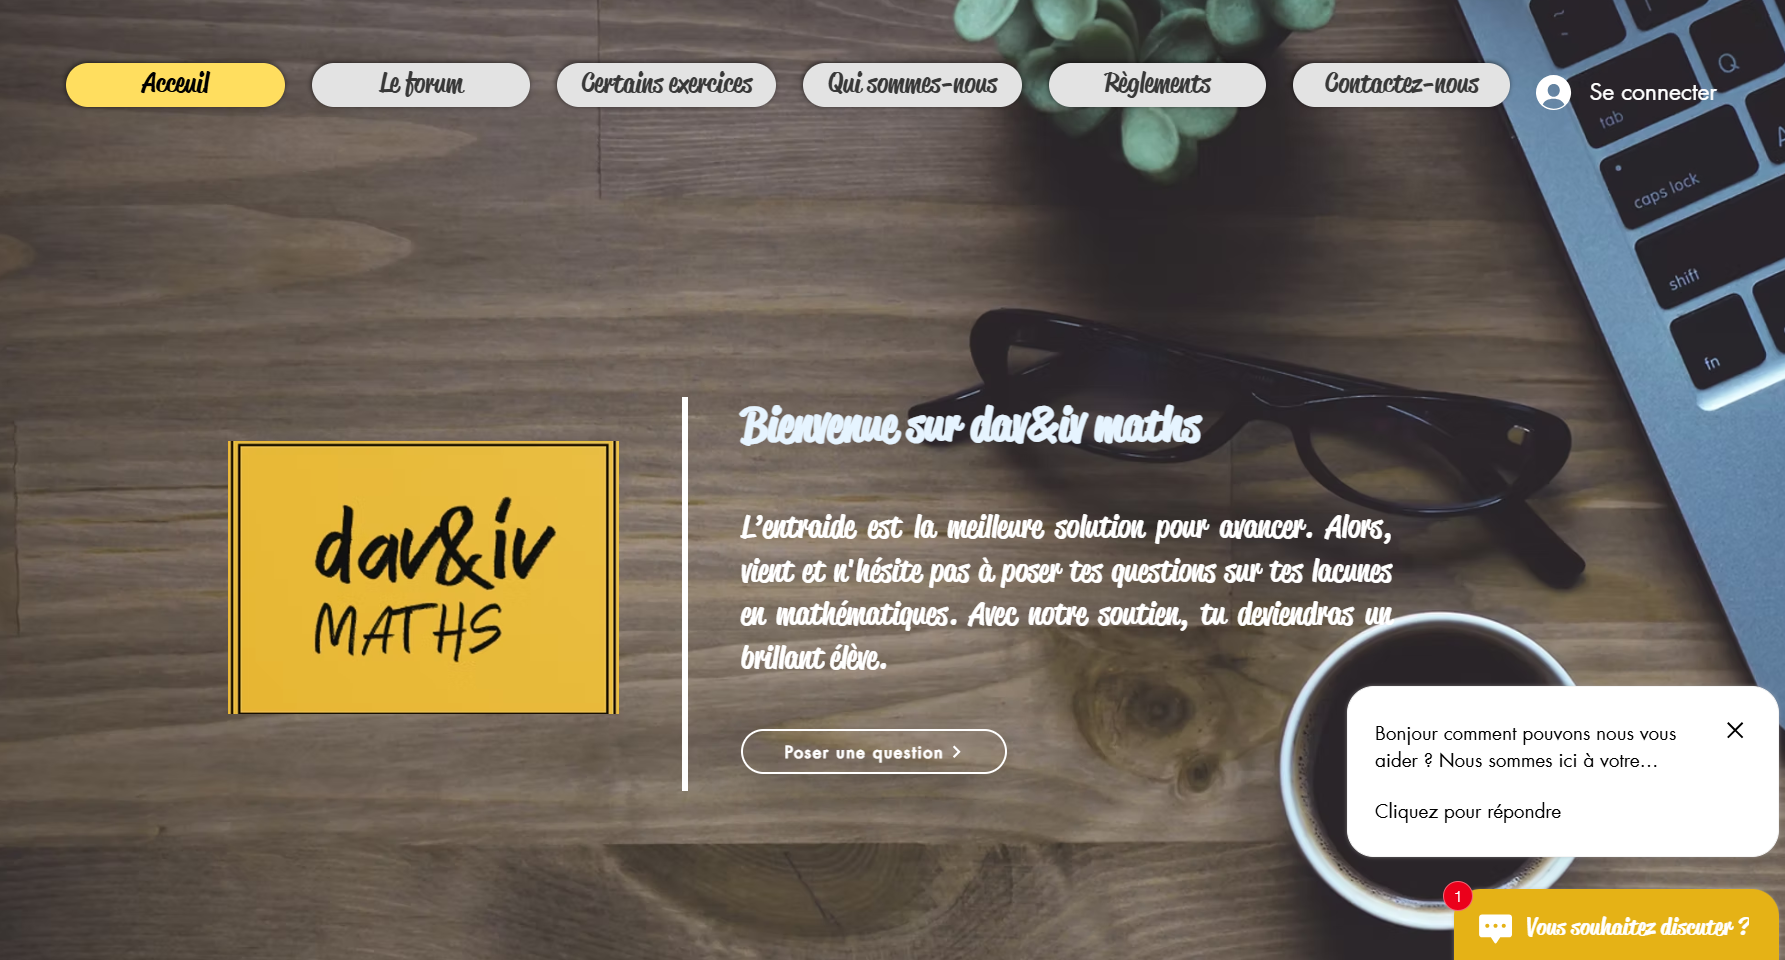 Acceuil
Le forum
Certains exercices
Qui sommes-nous
Règlements
Contactez-nous
Se connecter
~
`
Q
tab
A
caps lock
shift
fn
Bienvenue sur dav&iv maths
dav&iv
MATHS
L'entraide est la meilleure solution pour avancer. Alors,
vient et n'hésite pas à poser tes questions sur tes lacunes
en mathématiques. Avec notre soutien, tu deviendras un
brillant élève.
Poser une question >
Bonjour comment pouvons nous vous
aider ? Nous sommes ici à votre...
Cliquez pour répondre
1
Vous souhaitez discuter ?